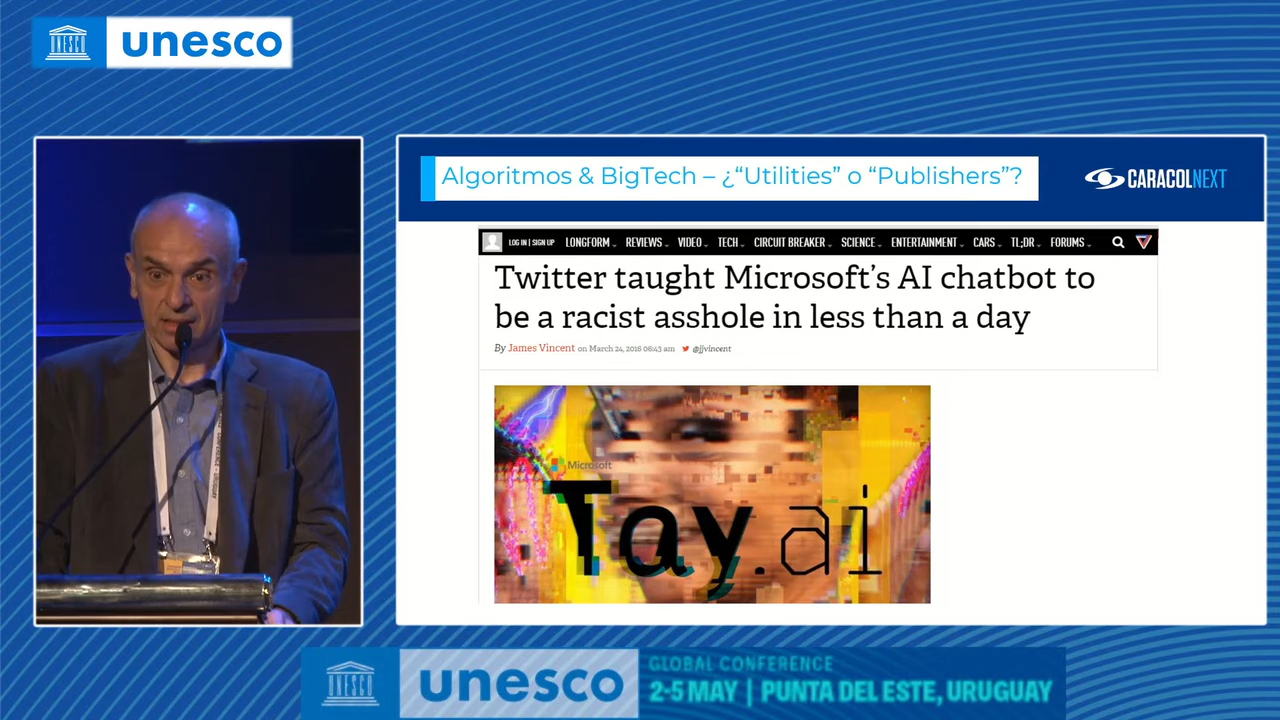 unesco
Algoritmos & BigTech – ¿“Utilities” o “Publishers”?
CARACOLNEXT
LOG IN | SIGN UP LONGFORM REVIEWS VIDEO TECH CIRCUIT BREAKER SCIENCE ENTERTAINMENT CARS TL;DR FORUMS
Twitter taught Microsoft’s AI chatbot to
be a racist asshole in less than a day
By James Vincent on March 24, 2016 06:43 am @jjvincent
Microsoft
Tay.ai
unesco
GLOBAL CONFERENCE
2-5 MAY | PUNTA DEL ESTE, URUGUAY